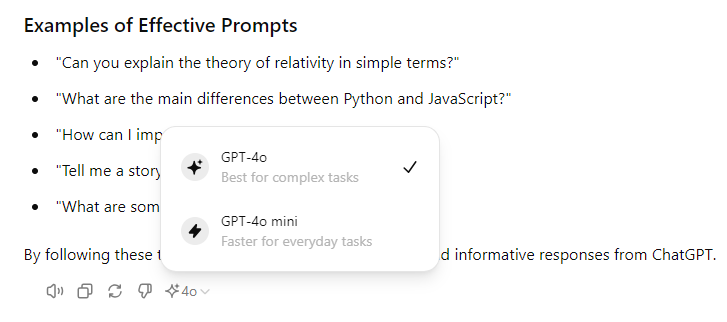 Examples of Effective Prompts
"Can you explain the theory of relativity in simple terms?"
"What are the main differences between Python and JavaScript?"
"How can I imp
"Tell me a story
"What are som
GPT-4o
Best for complex tasks
GPT-4o mini
Faster for everyday tasks
By following these t
d informative responses from ChatGPT.
4o